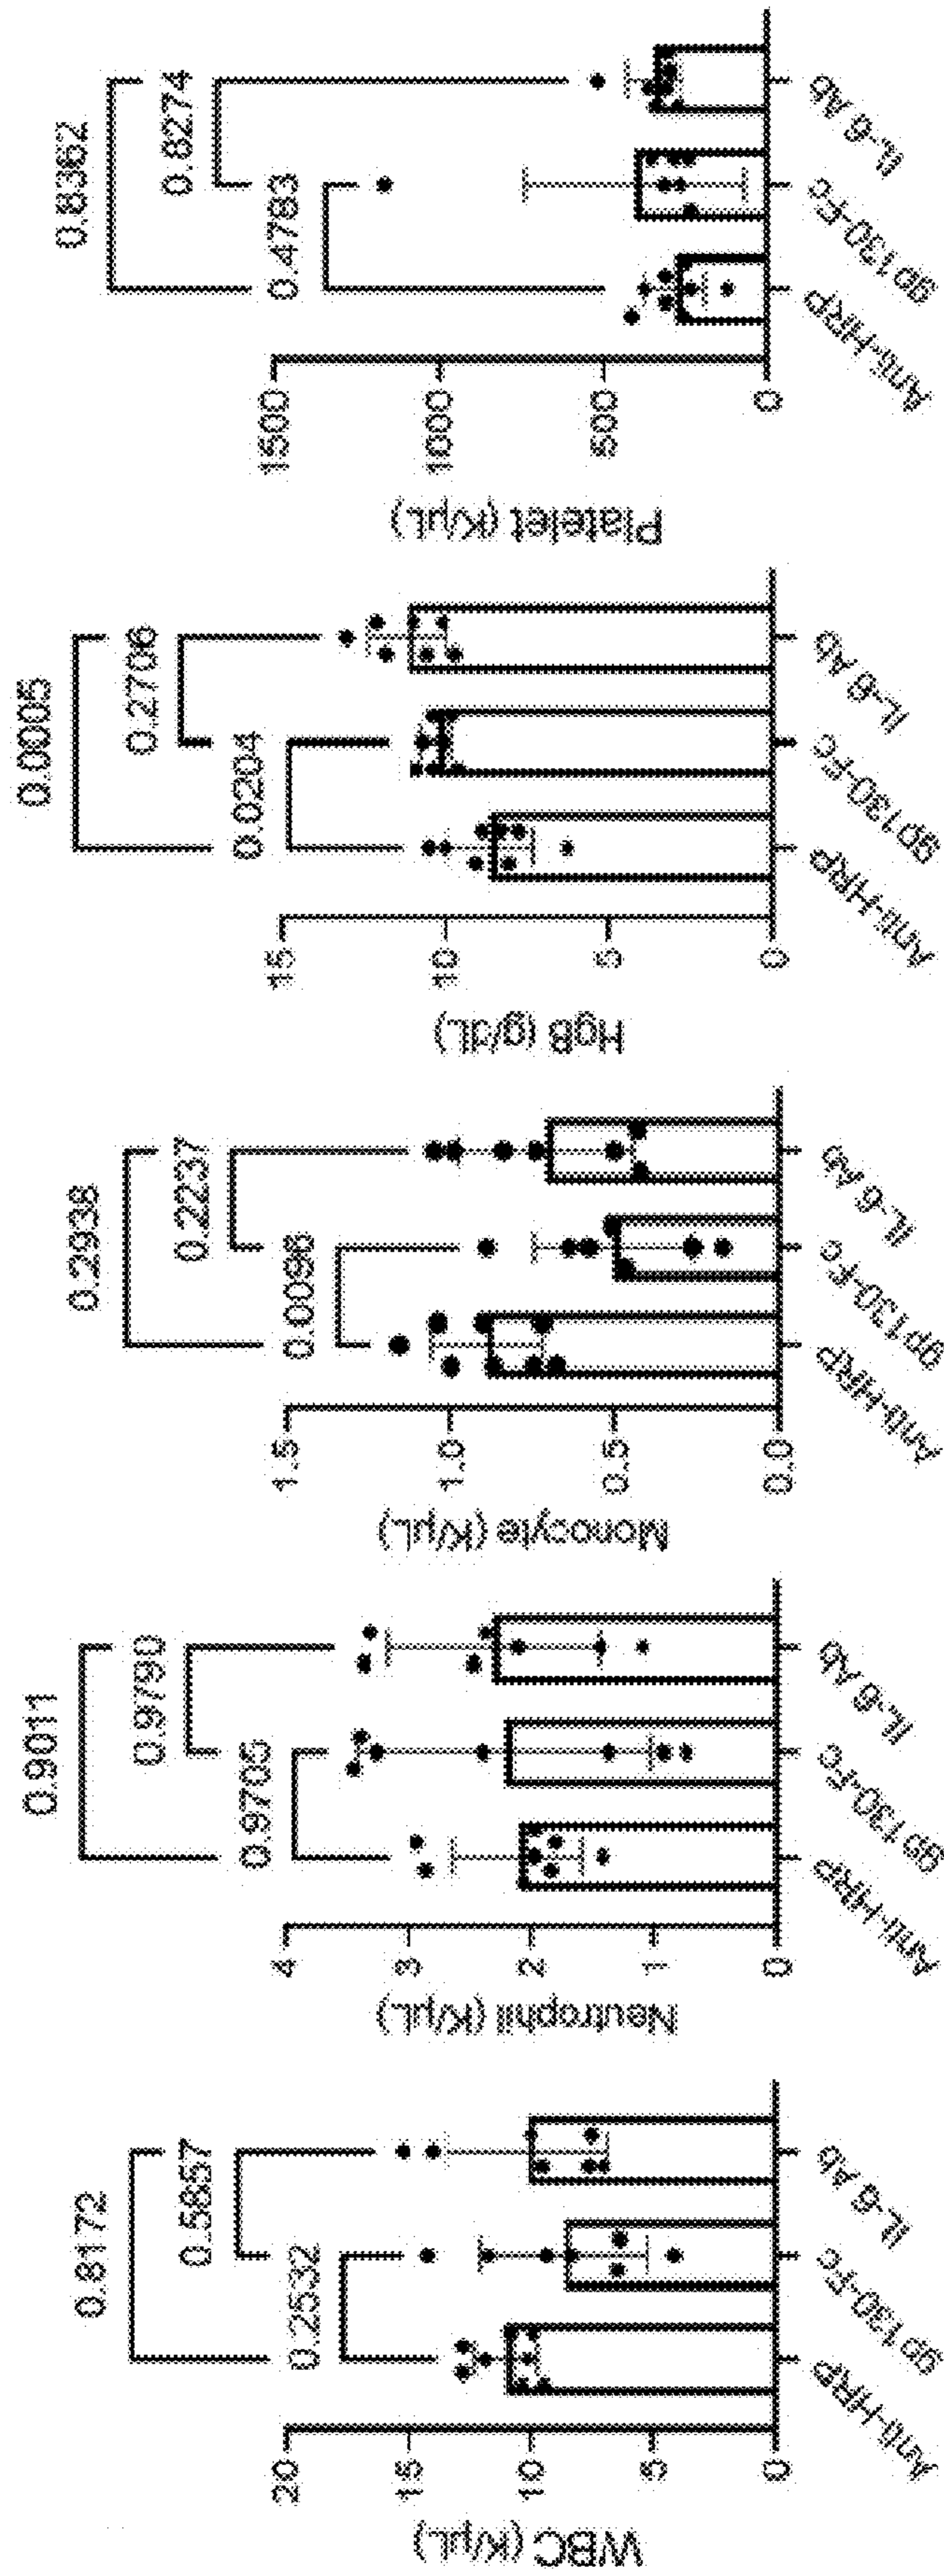 WBC (K/µL)
20
15
10
5
0
0.8172
0.5857
0.2532
Anti-HRP
gp130-Fc
IL-6 Ab
Neutrophil (K/µL)
4
3
2
1
0
0.9011
0.9790
0.9705
Anti-HRP
gp130-Fc
IL-6 Ab
Monocyte (K/µL)
1.5
1.0
0.5
0.0
0.2938
0.2237
0.0096
Anti-HRP
gp130-Fc
IL-6 Ab
HgB (g/dL)
15
10
5
0
0.0005
0.2706
0.0204
Anti-HRP
gp130-Fc
IL-6 Ab
Platelet (K/µL)
1500
1000
500
0
0.8362
0.8274
0.4783
Anti-HRP
gp130-Fc
IL-6 Ab